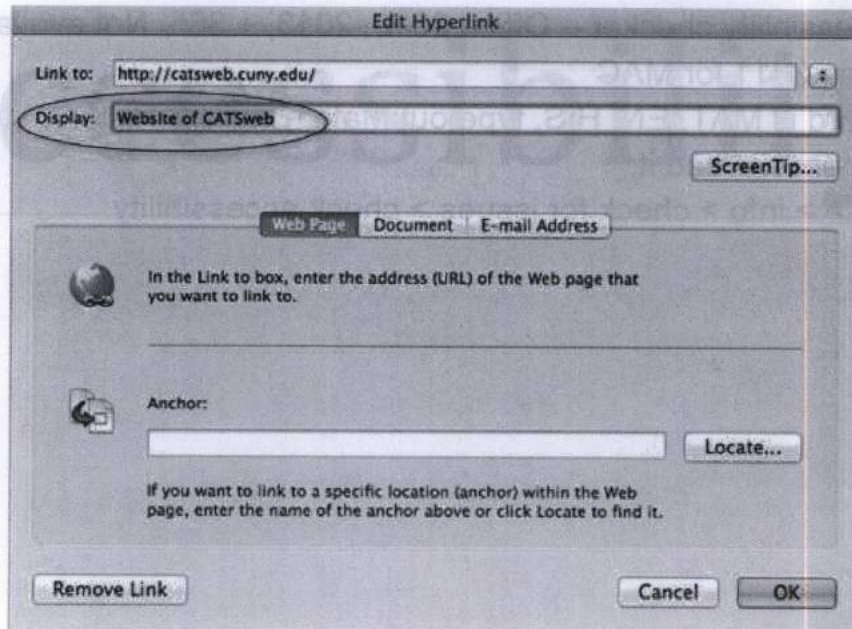 Edit Hyperlink
Link to: http://catsweb.cuny.edu/
Display: Website of CATSweb
ScreenTip...
Web Page Document E-mail Address
In the Link to box, enter the address (URL) of the Web page that
you want to link to.
Anchor:
Locate...
If you want to link to a specific location (anchor) within the Web
page, enter the name of the anchor above or click Locate to find it.
Remove Link Cancel OK